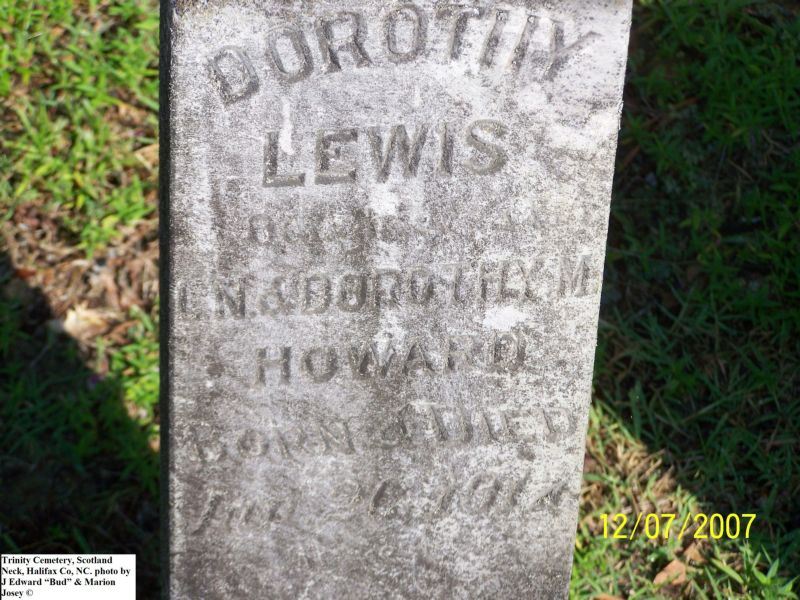 DOROTHY
LEWIS
N. & DOROTHY M
HOWARD
BORN & DIED
1914
12/07/2007
Trinity Cemetery, Scotland
Neck, Halifax Co, NC. photo by
J Edward “Bud” & Marion
Josey ©